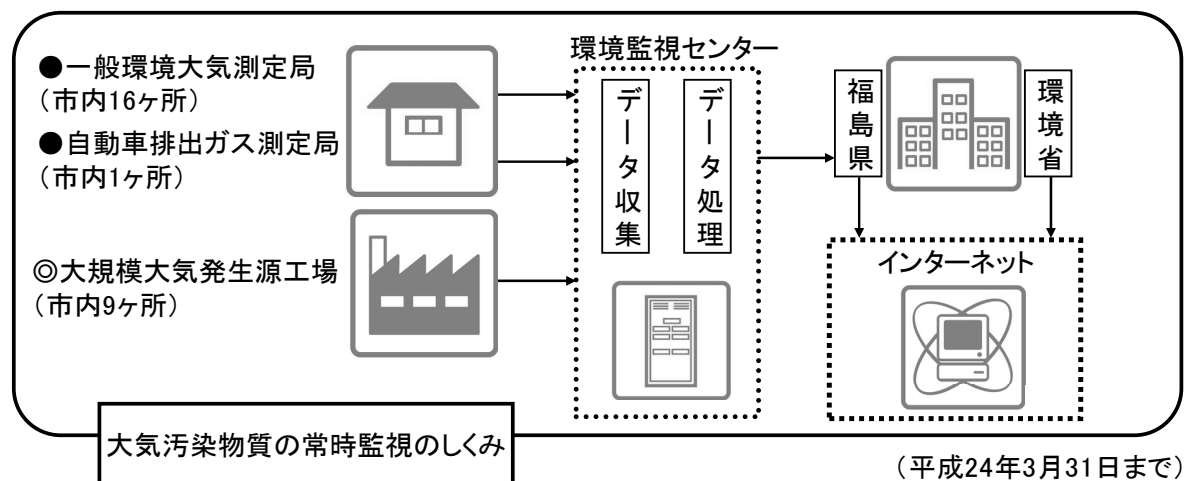 ●一般環境大気測定局
（市内16ヶ所）
●自動車排出ガス測定局
（市内1ヶ所）
◎大規模大気発生源工場
（市内9ヶ所）
環境監視センター
データ収集
データ処理
福島県
環境省
インターネット
大気汚染物質の常時監視のしくみ
（平成24年3月31日まで）